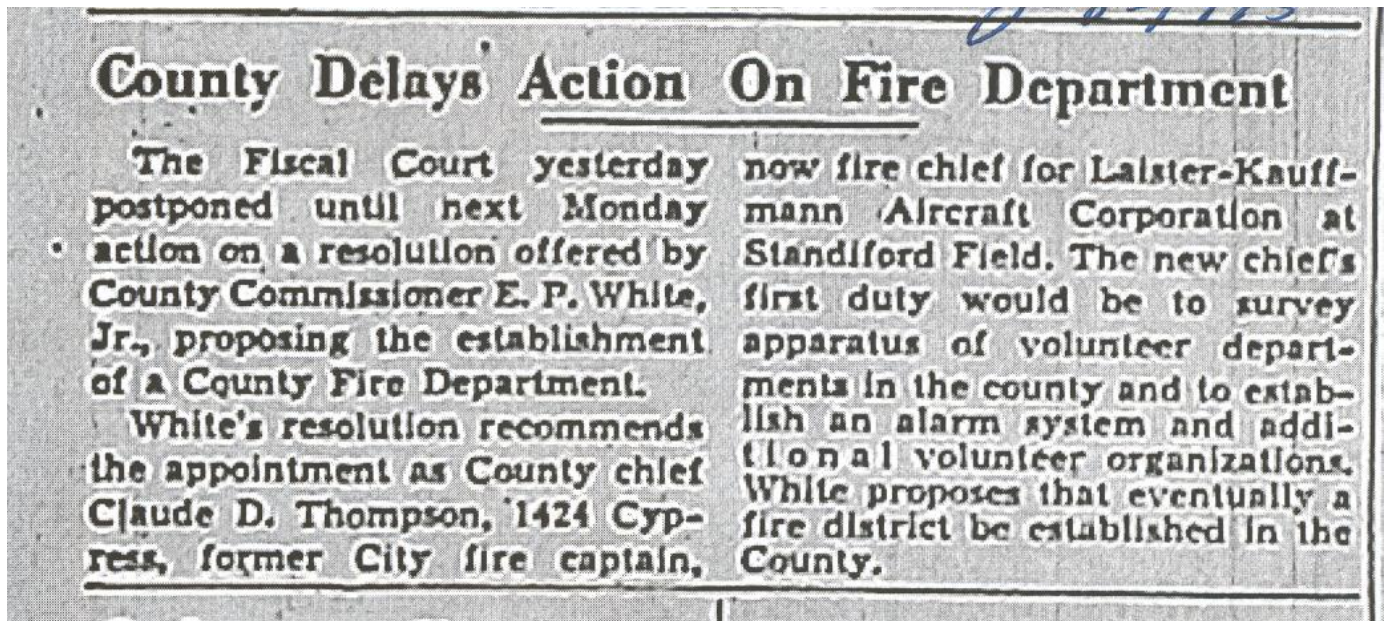 County Delays Action On Fire Department
The Fiscal Court yesterday
postponed until next Monday
action on a resolution offered by
County Commissioner E. P. White,
Jr., proposing the establishment
of a County Fire Department.
White's resolution recommends
the appointment as County chief
Claude D. Thompson, 1424 Cyp-
ress, former City fire captain,
now fire chief for Laister-Kauff-
mann Aircraft Corporation at
Standiford Field. The new chief's
first duty would be to survey
apparatus of volunteer depart-
ments in the county and to estab-
lish an alarm system and addi-
tional volunteer organizations.
White proposes that eventually a
fire district be established in the
County.